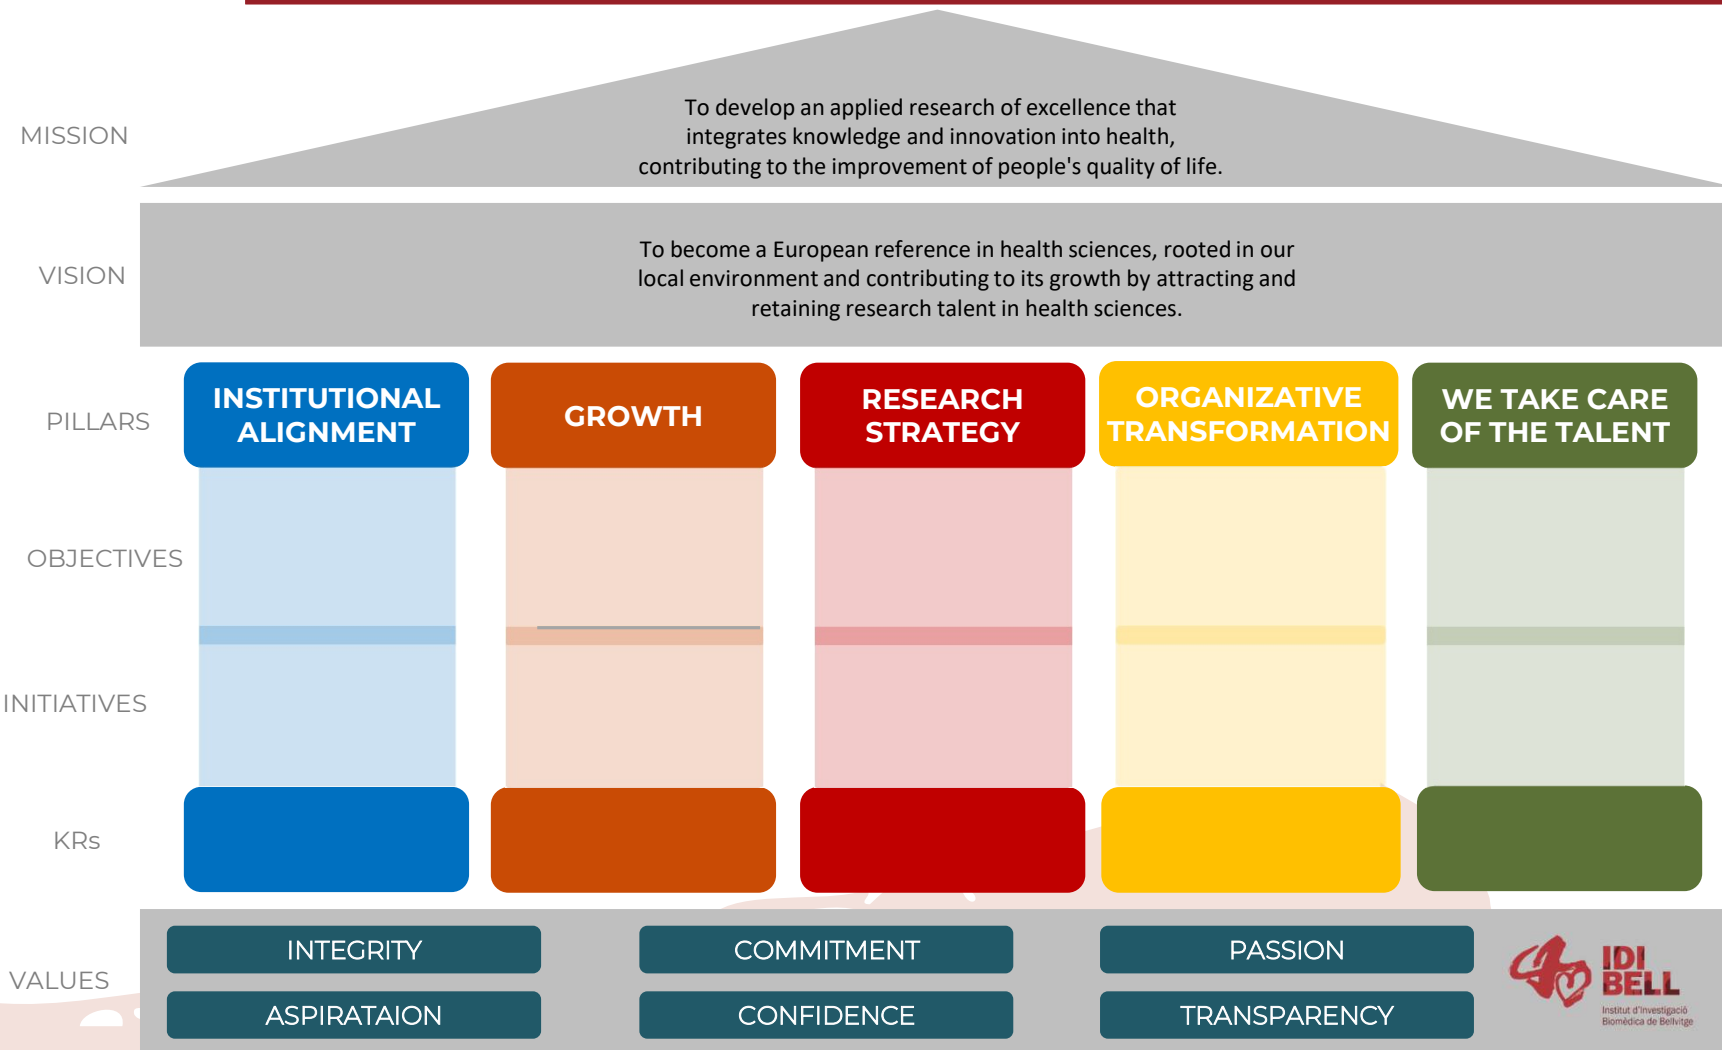 MISSION
To develop an applied research of excellence that
integrates knowledge and innovation into health,
contributing to the improvement of people's quality of life.
VISION
To become a European reference in health sciences, rooted in our
local environment and contributing to its growth by attracting and
retaining research talent in health sciences.
PILLARS
INSTITUTIONAL
ALIGNMENT
GROWTH
RESEARCH
STRATEGY
ORGANIZATIVE
TRANSFORMATION
WE TAKE CARE
OF THE TALENT
OBJECTIVES
INITIATIVES
KRs
VALUES
INTEGRITY
COMMITMENT
PASSION
ASPIRATAION
CONFIDENCE
TRANSPARENCY
IDI
BELL
Institut d'Investigació
Biomèdica de Bellvitge